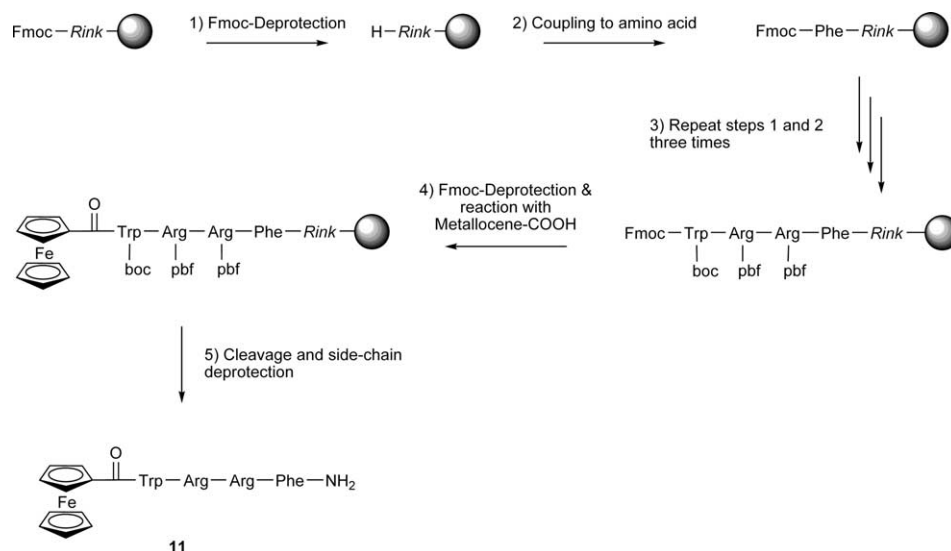 Fmoc—Rink
1) Fmoc-Deprotection
H—Rink
2) Coupling to amino acid
Fmoc—Phe—Rink
3) Repeat steps 1 and 2
three times
4) Fmoc-Deprotection &
reaction with
Metallocene-COOH
Fmoc—Trp—Arg—Arg—Phe—Rink
boc pbf pbf
O
Fe
Trp—Arg—Arg—Phe—Rink
boc pbf pbf
5) Cleavage and side-chain
deprotection
O
Fe
Trp—Arg—Arg—Phe—NH₂
11